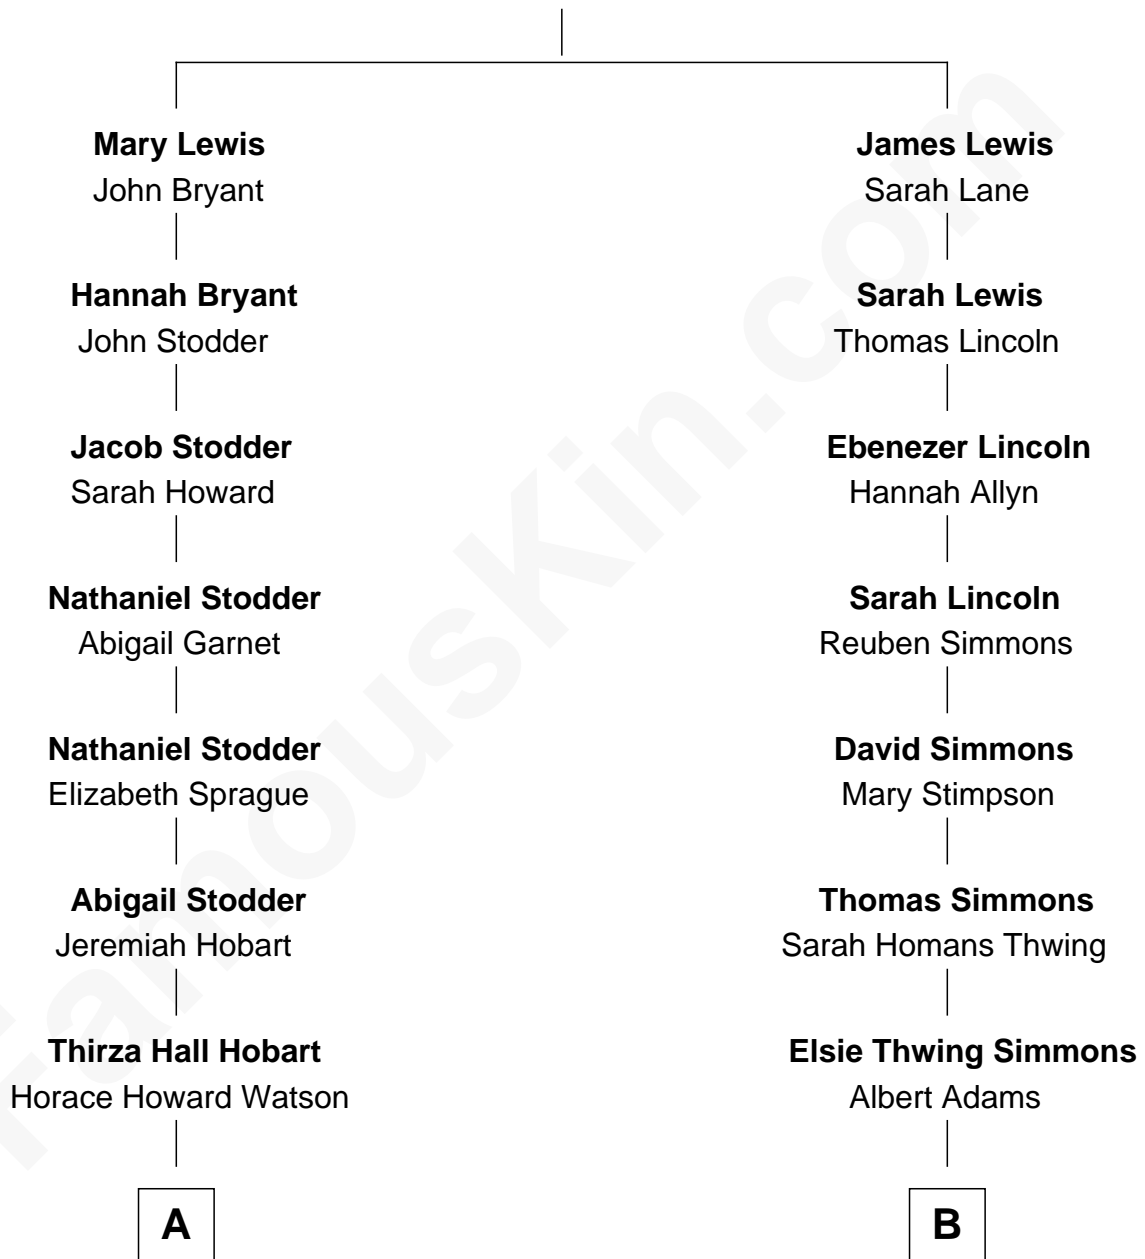 Mary Lewis
John Bryant
James Lewis
Sarah Lane
Hannah Bryant
John Stodder
Sarah Lewis
Thomas Lincoln
Jacob Stodder
Sarah Howard
Ebenezer Lincoln
Hannah Allyn
Nathaniel Stodder
Abigail Garnet
Sarah Lincoln
Reuben Simmons
Nathaniel Stodder
Elizabeth Sprague
David Simmons
Mary Stimpson
Abigail Stodder
Jeremiah Hobart
Thomas Simmons
Sarah Homans Thwing
Thirza Hall Hobart
Horace Howard Watson
Elsie Thwing Simmons
Albert Adams
A
B
FamousKin.com